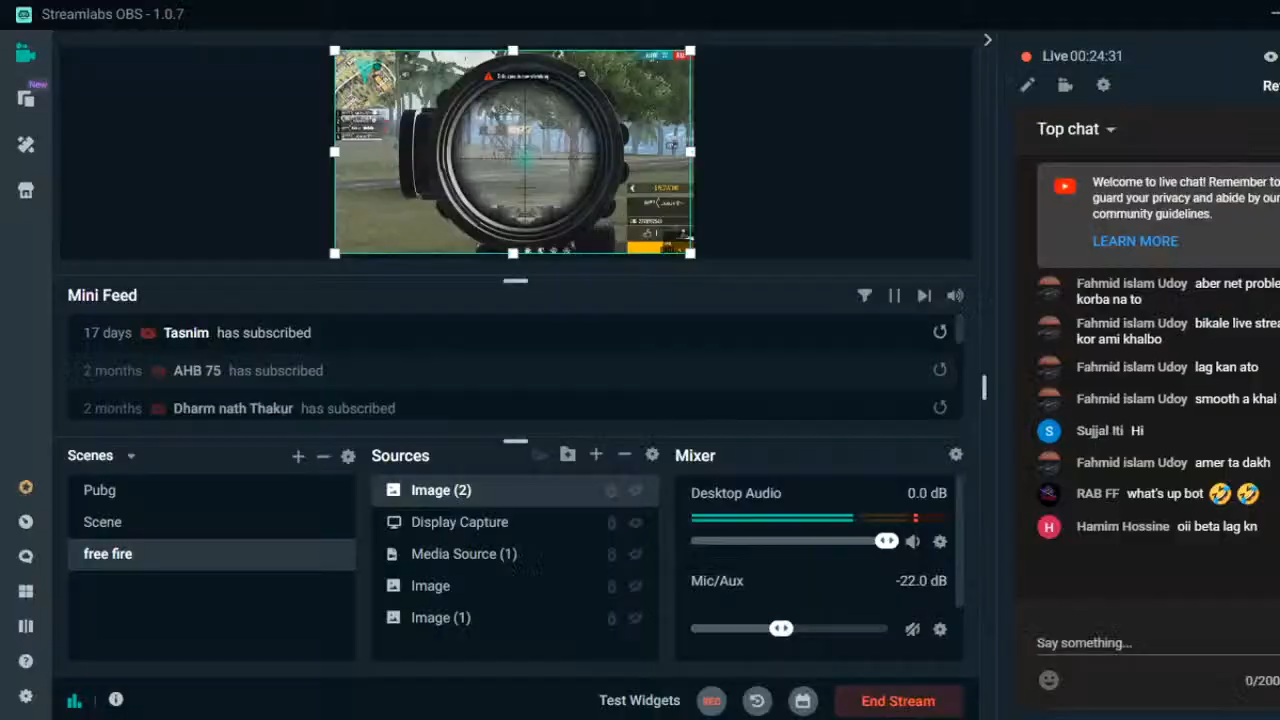 Streamlabs OBS - 1.0.7
Live 00:24:31
New
Top chat
Welcome to live chat! Remember to
guard your privacy and abide by our
community guidelines.
LEARN MORE
Mini Feed
17 days Tasnim has subscribed
2 months AHB 75 has subscribed
2 months Dharm nath Thakur has subscribed
Fahmid islam Udoy aber net proble
korba na to
Fahmid islam Udoy bikale live strea
kor ami khalbo
Fahmid islam Udoy lag kan ato
Fahmid islam Udoy smooth a khal
S Sujjal Iti Hi
Fahmid islam Udoy amer ta dakh
RAB FF what's up bot 🤣 🤣
H Hamim Hossine oii beta lag kn
Scenes
Pubg
Scene
free fire
Sources
Image (2)
Display Capture
Media Source (1)
Image
Image (1)
Mixer
Desktop Audio 0.0 dB
Mic/Aux -22.0 dB
Say something...
0/200
Test Widgets
REC
End Stream